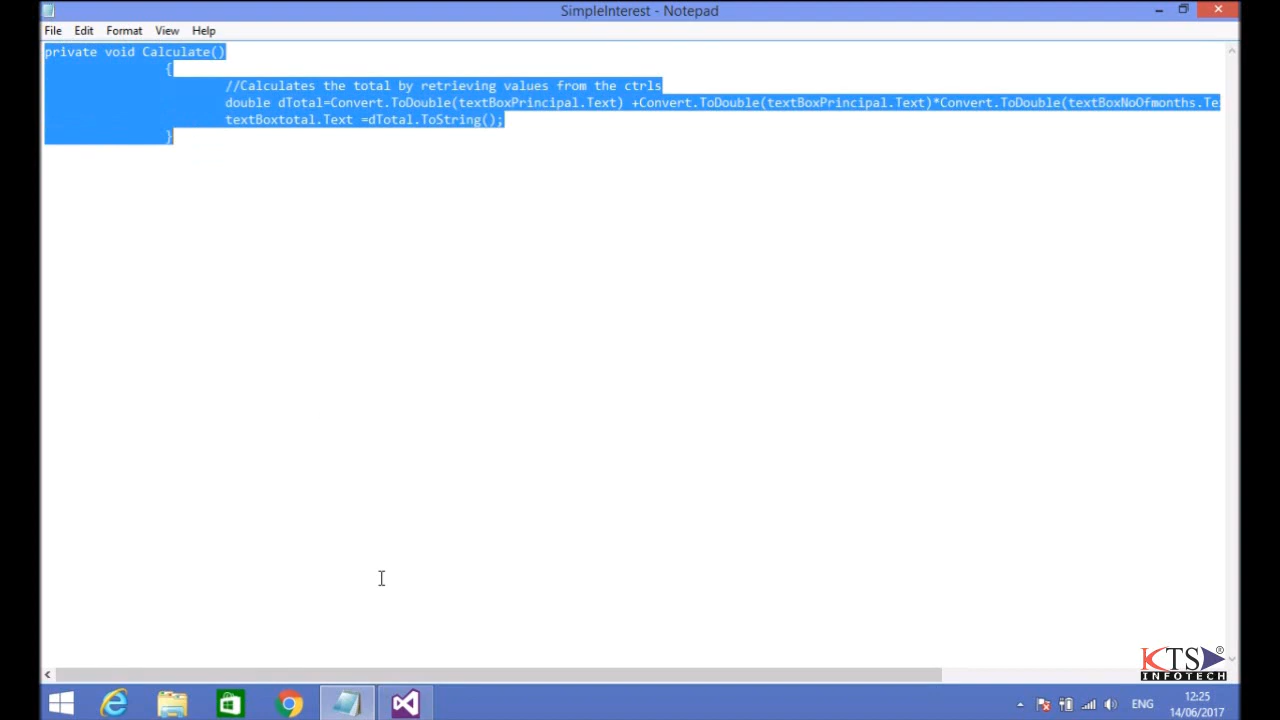 SimpleInterest - Notepad
File Edit Format View Help
private void Calculate()
{
//Calculates the total by retrieving values from the ctrls
double dTotal=Convert.ToDouble(textBoxPrincipal.Text) +Convert.ToDouble(textBoxPrincipal.Text)*Convert.ToDouble(textBoxNoOfmonths.Te
textBoxtotal.Text =dTotal.ToString();
}
KTS®
INFOTECH
ENG
12:25
14/06/2017